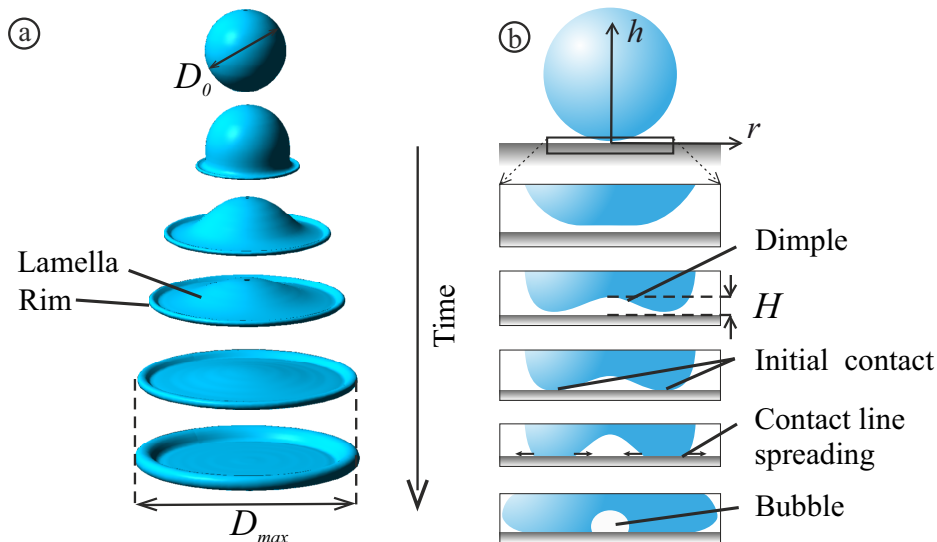 a
D0
Lamella
Rim
Time
Dmax
b
h
r
Dimple
H
Initial contact
Contact line
spreading
Bubble